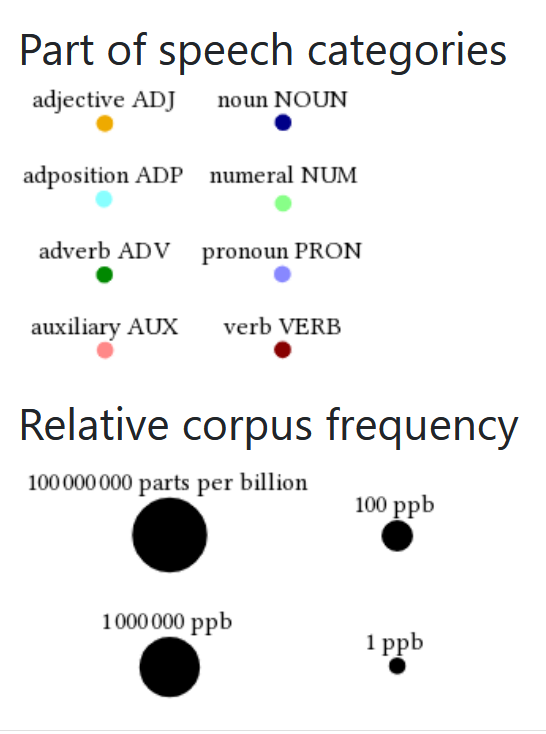 Part of speech categories
adjective ADJ
noun NOUN
adposition ADP
numeral NUM
adverb ADV
pronoun PRON
auxiliary AUX
verb VERB
Relative corpus frequency
100 000 000 parts per billion
100 ppb
1 000 000 ppb
1 ppb